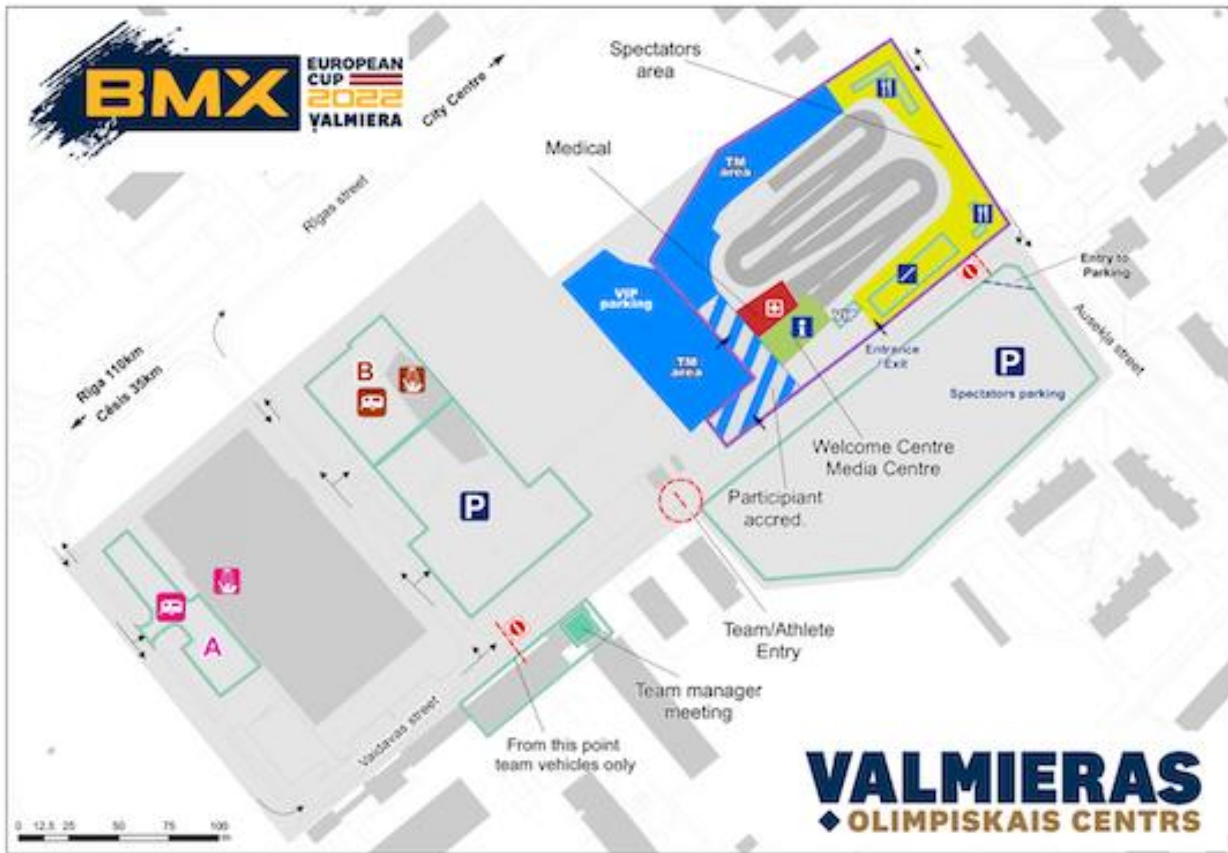 BMX
EUROPEAN
CUP
2022
VALMIERA
City Centre
Rīgas street
Spectators
area
Medical
TM
area
VIP
parking
TM
area
VIP
Entrance
/ Exit
Entry to
Parking
Ausekļa street
P
Spectators parking
Welcome Centre
Media Centre
Participiant
accred.
Riga 110km
Cēsis 35km
B
P
A
Team/Athlete
Entry
Team manager
meeting
Vaidavas street
From this point
team vehicles only
0 12,5 25 50 75 100
m
VALMIERAS
OLIMPISKAIS CENTRS